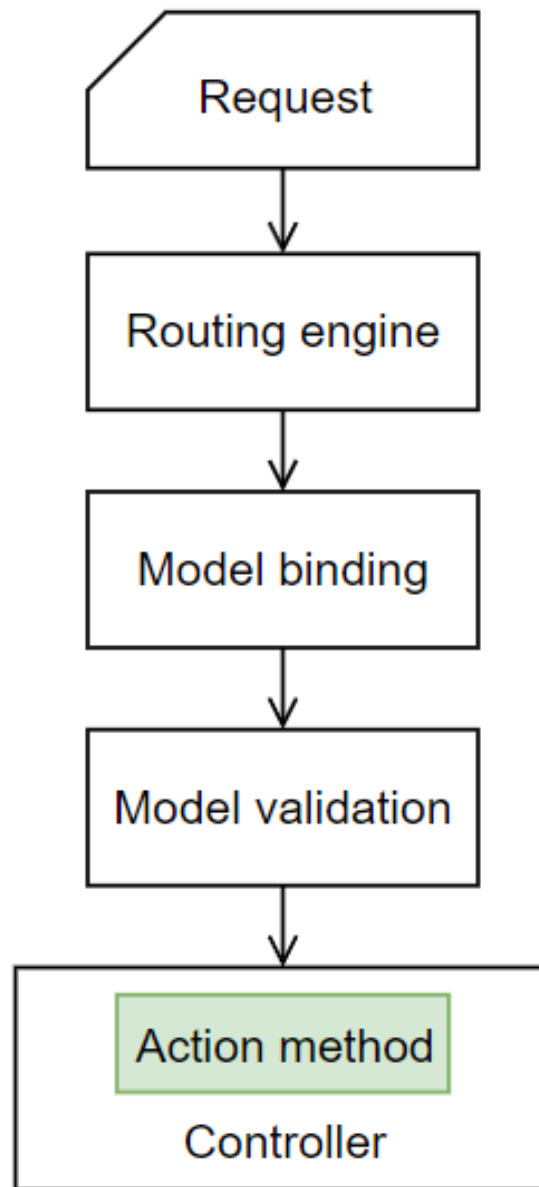 Request
Routing engine
Model binding
Model validation
Action method
Controller